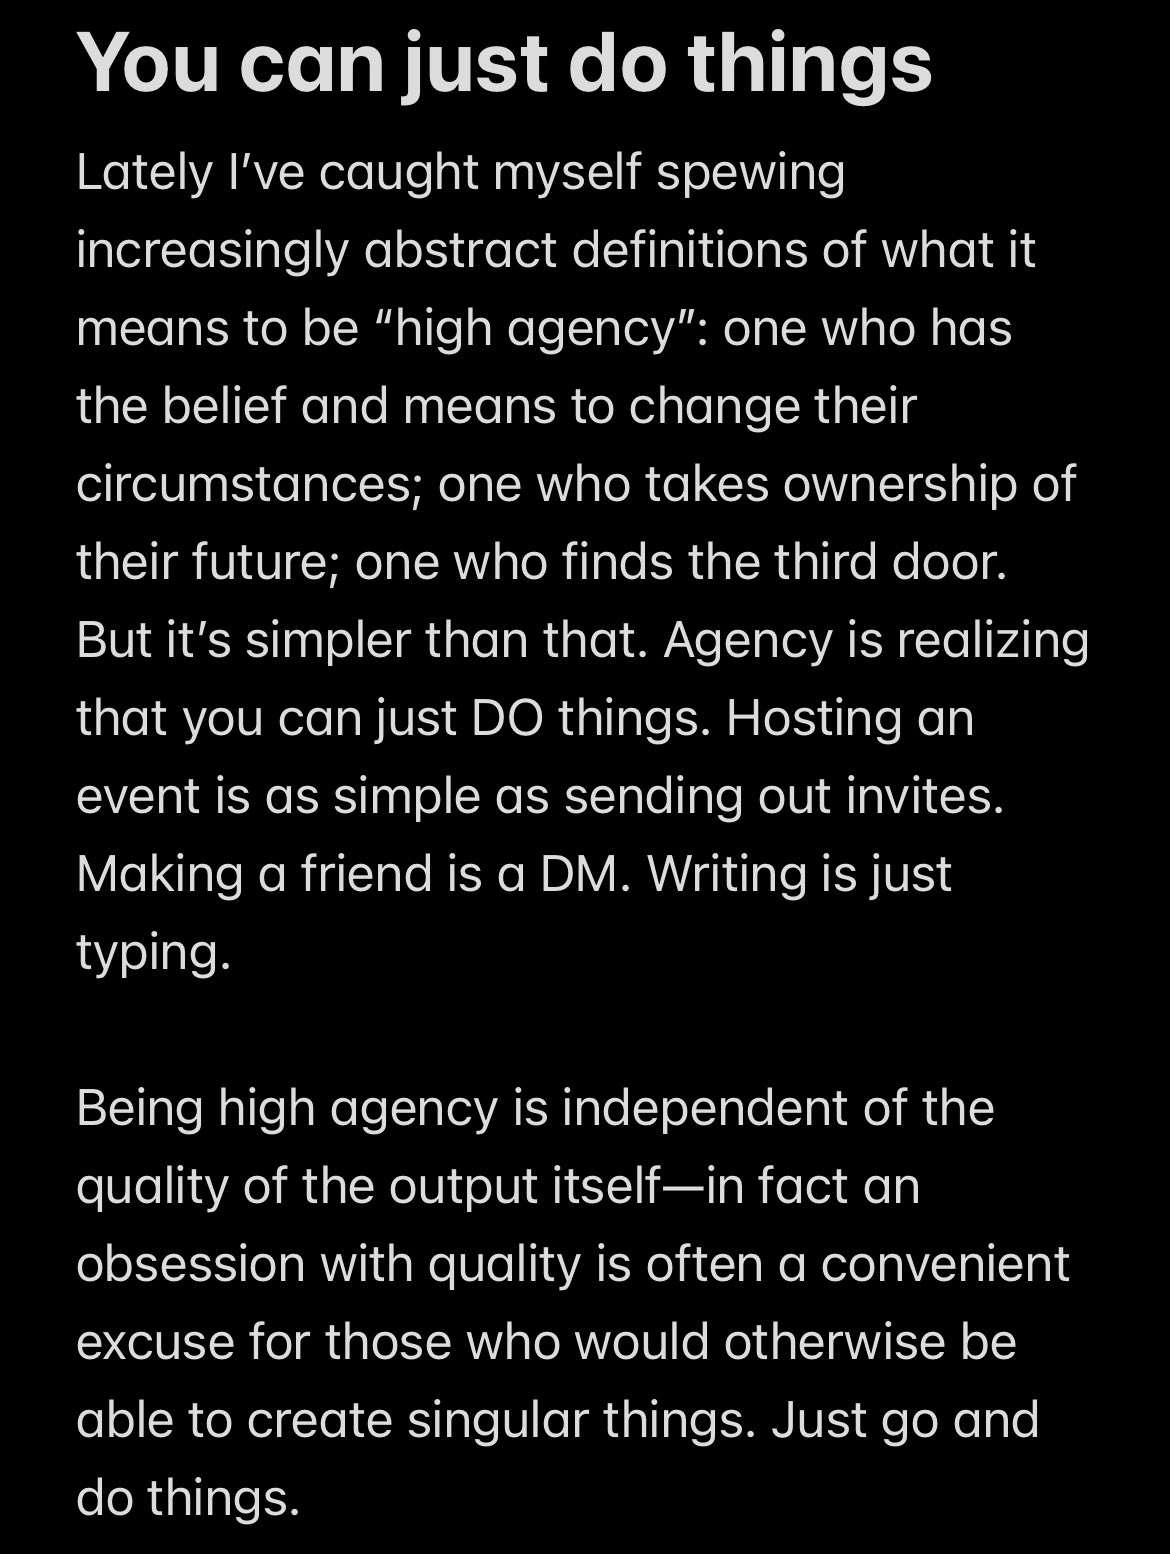 You can just do things
Lately I’ve caught myself spewing
increasingly abstract definitions of what it
means to be “high agency”: one who has
the belief and means to change their
circumstances; one who takes ownership of
their future; one who finds the third door.
But it’s simpler than that. Agency is realizing
that you can just DO things. Hosting an
event is as simple as sending out invites.
Making a friend is a DM. Writing is just
typing.
Being high agency is independent of the
quality of the output itself—in fact an
obsession with quality is often a convenient
excuse for those who would otherwise be
able to create singular things. Just go and
do things.